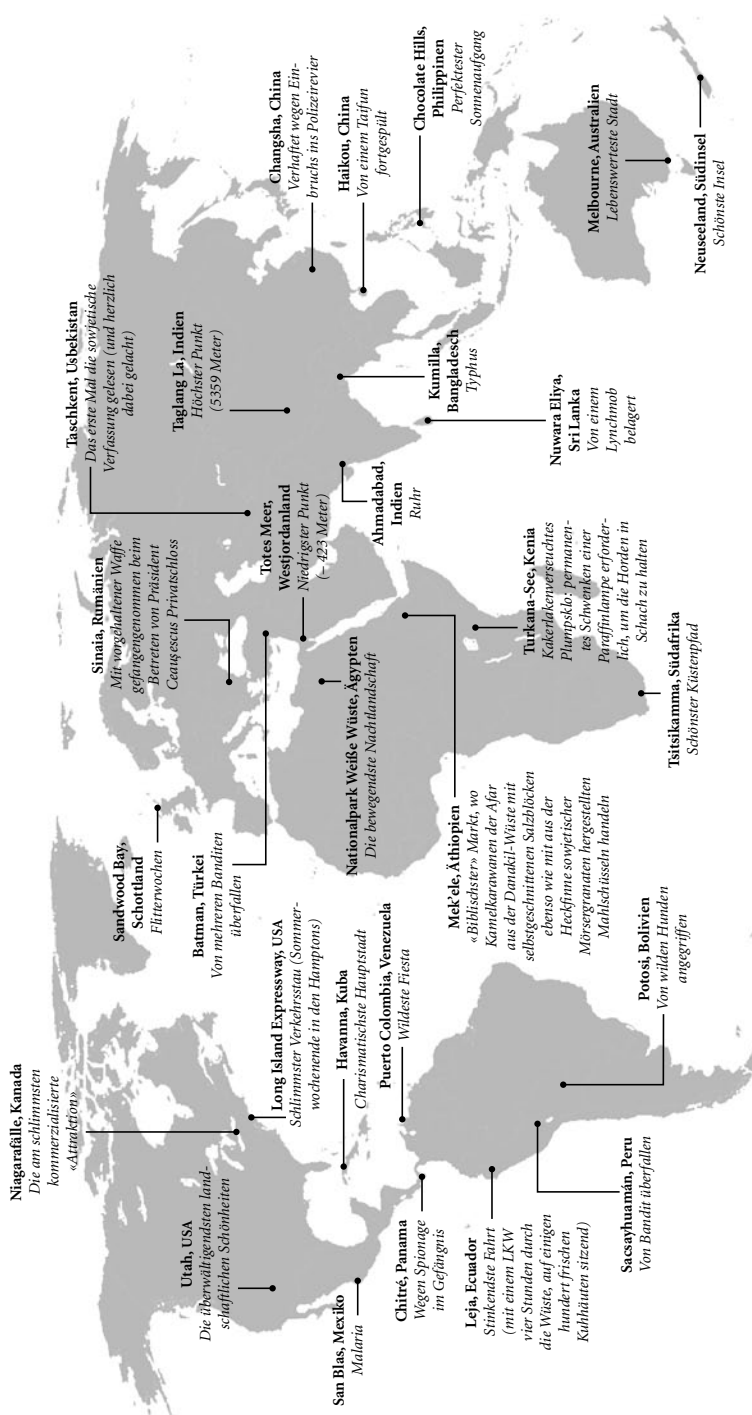 Niagarafälle, Kanada
Die am schlimmsten
kommerzialisierte
«Attraktion»
Utah, USA
Die überwältigendsten land-
schaftlichen Schönheiten
San Blas, Mexiko
Malaria
Long Island Expressway, USA
Schlimmster Verkehrsstau (Sommer-
wochenende in den Hamptons)
Havanna, Kuba
Charismatischste Hauptstadt
Puerto Colombia, Venezuela
Wildeste Fiesta
Chitré, Panama
Wegen Spionage
im Gefängnis
Leja, Ecuador
Stinkendste Fahrt
(mit einem LKW
vier Stunden durch
die Wüste, auf einigen
hundert frischen
Kuhhäuten sitzend)
Sacsayhuamán, Peru
Von Bandit überfallen
Potosi, Bolivien
Von wilden Hunden
angegriffen
Sandwood Bay,
Schottland
Flitterwochen
Batman, Türkei
Von mehreren Banditen
überfallen
Sinaia, Rumänien
Mit vorgehaltener Waffe
gefangengenommen beim
Betreten von Präsident
Ceauşescus Privatschloss
Nationalpark Weiße Wüste, Ägypten
Die bewegendste Nachtlandschaft
Mek'ele, Äthiopien
«Biblischster» Markt, wo
Kamelkarawanen der Afar
aus der Danakil-Wüste mit
selbstgeschnittenen Salzblöcken
ebenso wie mit aus der
Heckfinne sowjetischer
Mörsergranaten hergestellten
Mahlschüsseln handeln
Totes Meer,
Westjordanland
Niedrigster Punkt
(– 423 Meter)
Turkana-See, Kenia
Kakerlakenverseuchtes
Plumpsklo: permanen-
tes Schwenken einer
Paraffinlampe erforder-
lich, um die Horden in
Schach zu halten
Tsitsikamma, Südafrika
Schönster Küstenpfad
Taschkent, Usbekistan
Das erste Mal die sowjetische
Verfassung gelesen (und herzlich
dabei gelacht)
Taglang La, Indien
Höchster Punkt
(5359 Meter)
Ahmadabad,
Indien
Ruhr
Kumilla,
Bangladesch
Typhus
Nuwara Eliya,
Sri Lanka
Von einem
Lynchmob
belagert
Changsha, China
Verhaftet wegen Ein-
bruchs ins Polizeirevier
Haikou, China
Von einem Taifun
fortgespült
Chocolate Hills,
Philippinen
Perfektester
Sonnenaufgang
Melbourne, Australien
Lebenswerteste Stadt
Neuseeland, Südinsel
Schönste Insel